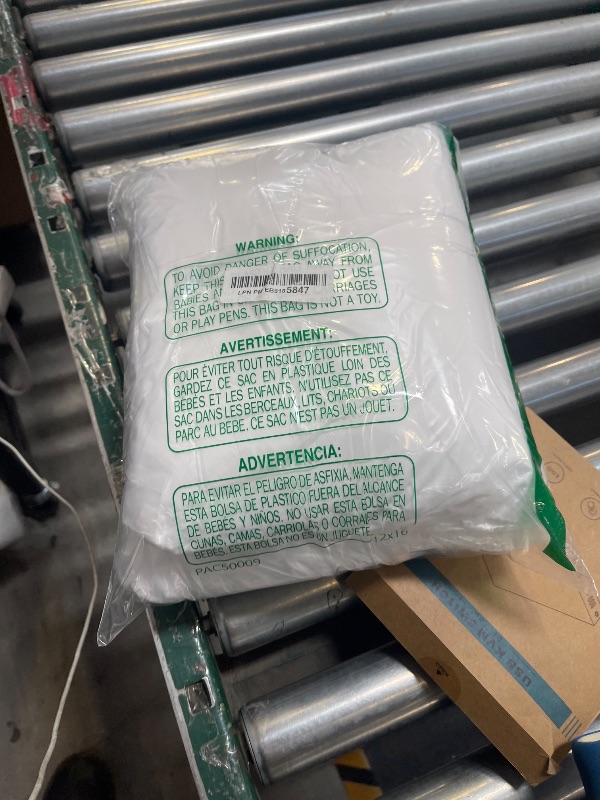 WARNING:
TO AVOID DANGER OF SUFFOCATION,
KEEP THIS AWAY FROM
BABIES USE
THIS BAG IN
OR PLAY PENS. THIS BAG IS NOT A TOY.
5847
AVERTISSEMENT:
POUR ÉVITER TOUT RISQUE D'ÉTOUFFEMENT,
GARDEZ CE SAC EN PLASTIQUE LOIN DES
BÉBÉS ET LES ENFANTS. N'UTILISEZ PAS CE
SAC DANS LES BERCEAUX, LITS, CHARIOTS OU
PARC AU BEBE. CE SAC N'EST PAS UN JOUET.
ADVERTENCIA:
PARA EVITAR EL PELIGRO DE ASFIXIA, MANTENGA
ESTA BOLSA DE PLASTICO FUERA DEL ALCANCE
DE BEBES Y NIÑOS. NO USAR ESTA BOLSA EN
CUNAS, CAMAS, CARRIOLAS, O CORRALES PARA
BEBES. ESTA BOLSA NO ES UN JUGUETE.
PAC50009
12x16
USB KVM